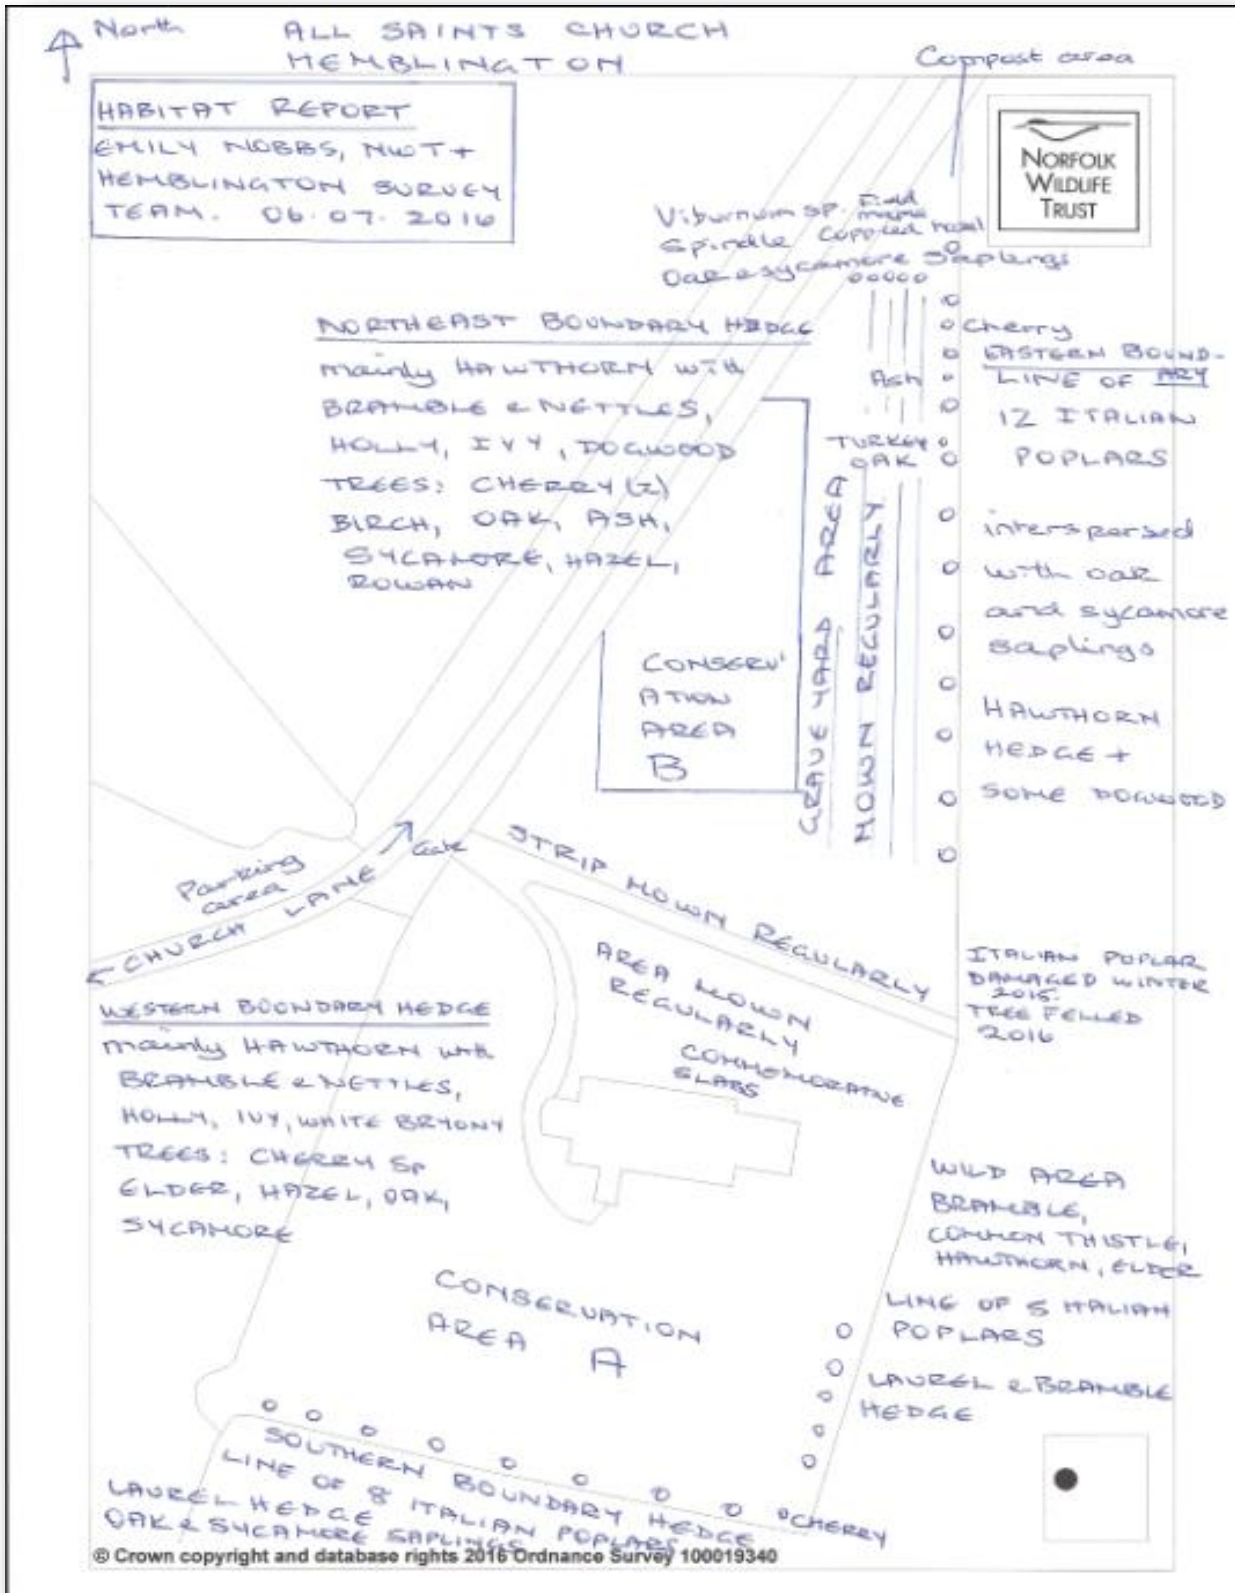 North
ALL SAINTS CHURCH
HEMBLINGTON
HABITAT REPORT
EMILY NOBBS, NWT +
HEMBLINGTON SURVEY
TEAM. 06.07.2016
Compost area
NORFOLK
WILDLIFE
TRUST
Viburnum sp. Field
maple
Spindle Coppiced hazel
Oak & sycamore saplings
NORTHEAST BOUNDARY HEDGE
mainly HAWTHORN with
BRAMBLE & NETTLES,
HOLLY, IVY, DOGWOOD
TREES: CHERRY (2)
BIRCH, OAK, ASH,
SYCAMORE, HAZEL,
ROWAN
Cherry
EASTERN BOUND-
ARY
LINE OF
12 ITALIAN
POPLARS
interspersed
with oak
and sycamore
saplings
HAWTHORN
HEDGE +
SOME DOGWOOD
Ash
TURKEY
OAK
GRAVEYARD AREA
MOWN REGULARLY
CONSERV'
ATION
AREA
B
Gate
Parking
area
CHURCH LANE
STRIP MOWN REGULARLY
AREA MOWN
REGULARLY
COMMEMORATIVE
SLABS
ITALIAN POPLAR
DAMAGED WINTER
2015.
TREE FELLED
2016
WESTERN BOUNDARY HEDGE
mainly HAWTHORN with
BRAMBLE & NETTLES,
HOLLY, IVY, WHITE BRYONY
TREES: CHERRY SP
ELDER, HAZEL, OAK,
SYCAMORE
WILD AREA
BRAMBLE,
COMMON THISTLE,
HAWTHORN, ELDER
LINE OF 5 ITALIAN
POPLARS
LAUREL & BRAMBLE
HEDGE
CONSERVATION
AREA A
SOUTHERN BOUNDARY HEDGE
LINE OF 8 ITALIAN POPLARS
LAUREL HEDGE
OAK & SYCAMORE SAPLINGS
CHERRY
© Crown copyright and database rights 2016 Ordnance Survey 100019340